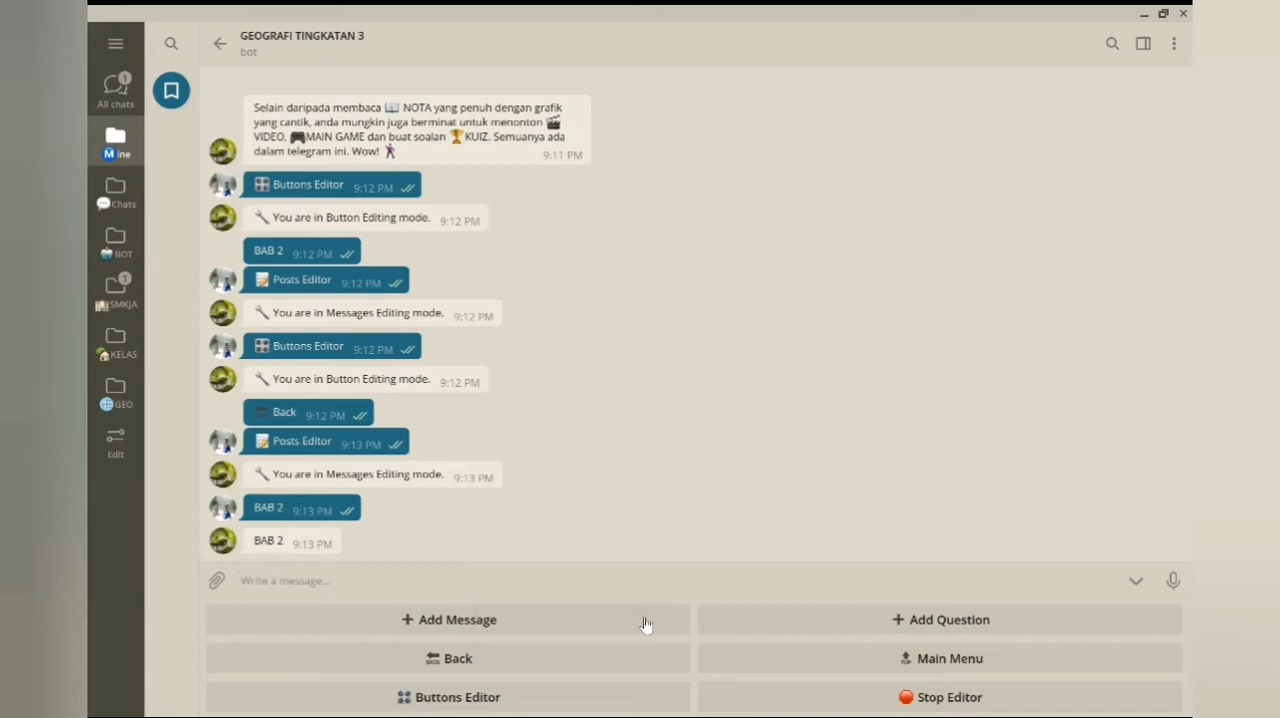 GEOGRAFI TINGKATAN 3
bot
1
All chats
Mine
Chats
BOT
1
SMKJA
KELAS
GEO
Edit
Selain daripada membaca 📖 NOTA yang penuh dengan grafik
yang cantik, anda mungkin juga berminat untuk menonton 🎬
VIDEO, 🎮MAIN GAME dan buat soalan 🏆KUIZ. Semuanya ada
dalam telegram ini. Wow! 🕺
9:11 PM
Buttons Editor 9:12 PM
🔧 You are in Button Editing mode. 9:12 PM
BAB 2 9:12 PM
📝 Posts Editor 9:12 PM
🔧 You are in Messages Editing mode. 9:12 PM
Buttons Editor 9:12 PM
🔧 You are in Button Editing mode. 9:12 PM
Back 9:12 PM
📝 Posts Editor 9:13 PM
🔧 You are in Messages Editing mode. 9:13 PM
BAB 2 9:13 PM
BAB 2 9:13 PM
Write a message...
+ Add Message
+ Add Question
🔙 Back
🔝 Main Menu
Buttons Editor
🛑 Stop Editor